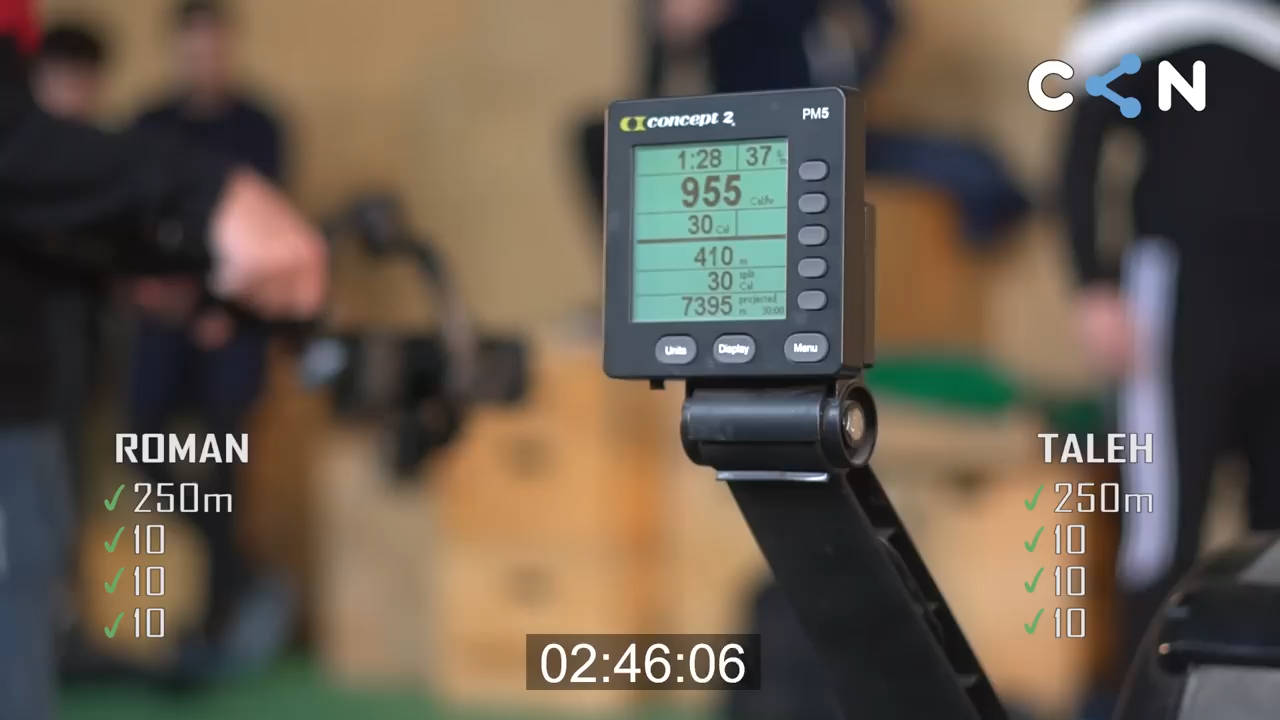 C N
concept 2 PM5
1:28 37 s/m
955 Cal/hr
30 Cal
410 m
30 split Cal
7395 projected m 30:00
Units Display Menu
ROMAN
✓250m
✓10
✓10
✓10
TALEH
✓250m
✓10
✓10
✓10
02:46:06